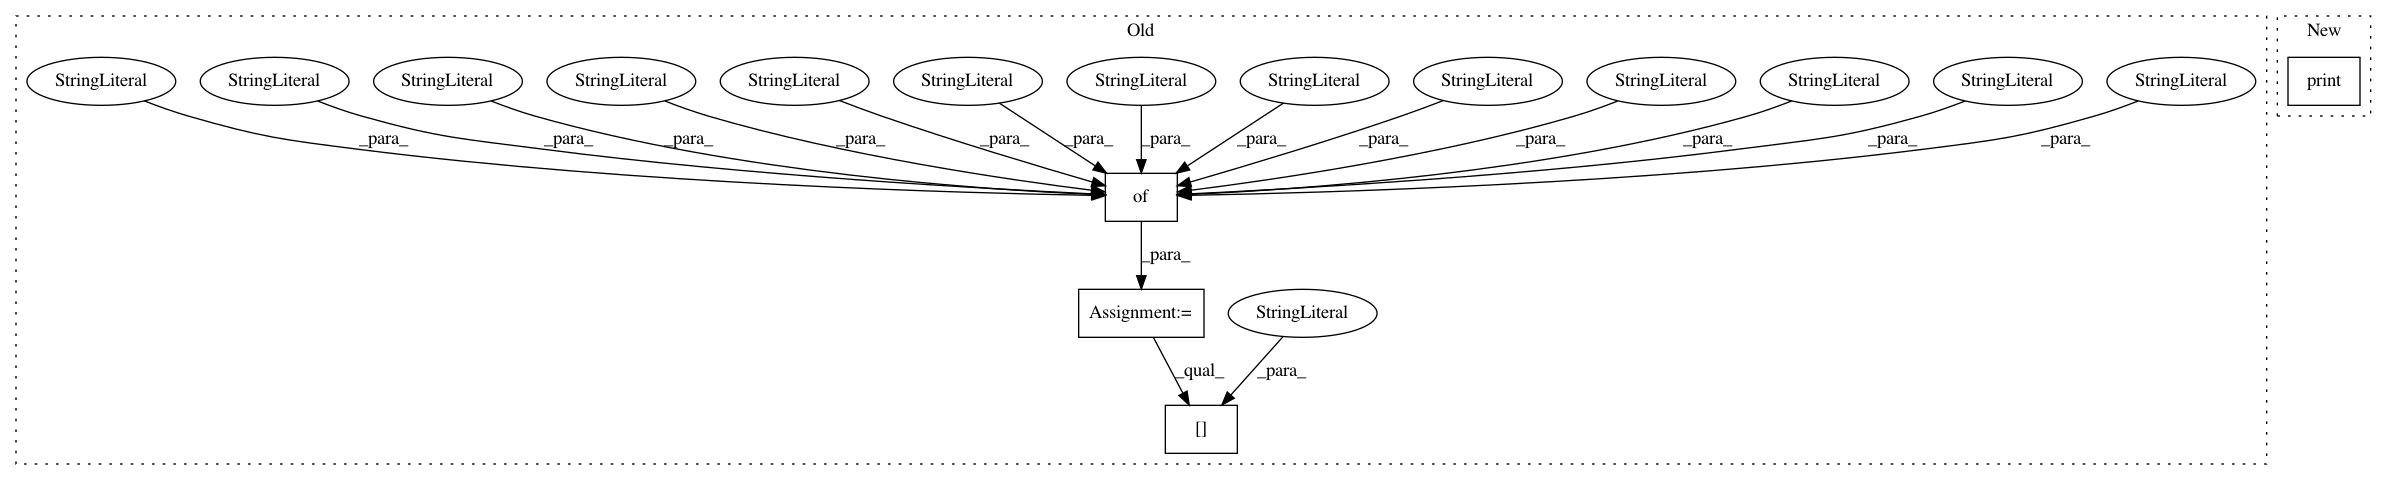 Old
New
StringLiteral StringLiteral StringLiteral StringLiteral StringLiteral StringLiteral StringLiteral StringLiteral StringLiteral StringLiteral StringLiteral StringLiteral StringLiteral print
_para_ _para_ _para_ _para_ _para_ _para_ _para_ _para_ _para_ _para_ _para_ _para_ _para_
of
_para_
Assignment:= StringLiteral
_qual_ _para_
[]